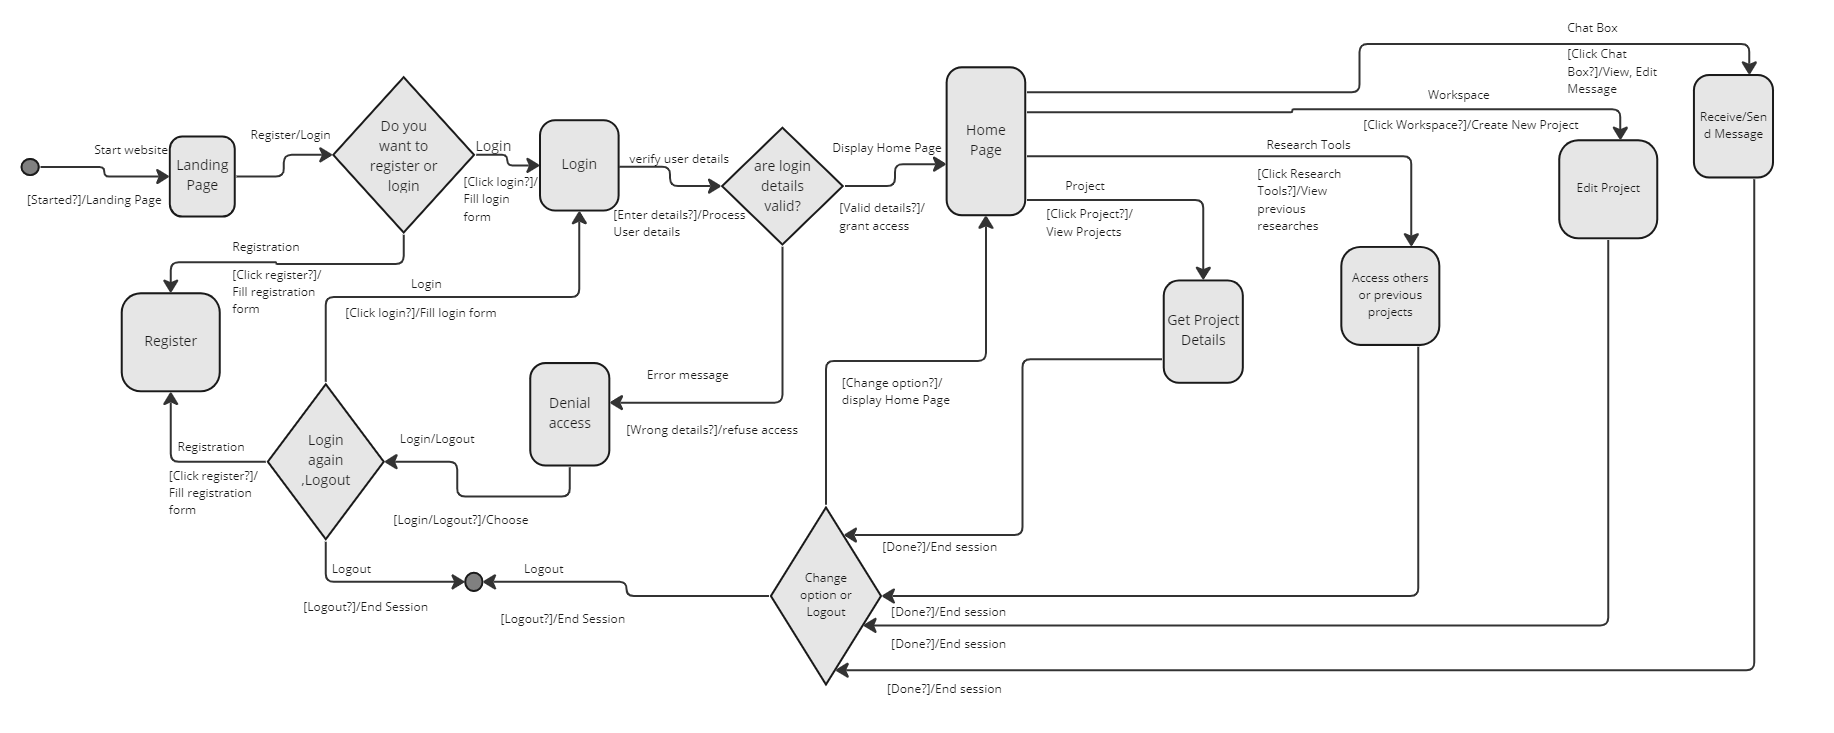 Chat Box
[Click Chat
Box?]/View, Edit
Message
Workspace
[Click Workspace?]/Create New Project
Receive/Sen
d Message
Start website
Register/Login
Do you
want to
register or
login
Login
[Click login?]/
Fill login
form
Login
verify user details
[Enter details?]/Process
User details
are login
details
valid?
Display Home Page
[Valid details?]/
grant access
Home
Page
Research Tools
[Click Research
Tools?]/View
previous
researches
Edit Project
Landing
Page
[Started?]/Landing Page
Project
[Click Project?]/
View Projects
Registration
[Click register?]/
Fill registration
form
Login
[Click login?]/Fill login form
Access others
or previous
projects
Register
Get Project
Details
Error message
[Wrong details?]/refuse access
Denial
access
[Change option?]/
display Home Page
Login/Logout
[Login/Logout?]/Choose
Login
again
,Logout
Registration
[Click register?]/
Fill registration
form
[Done?]/End session
Logout
[Logout?]/End Session
Logout
[Logout?]/End Session
Change
option or
Logout
[Done?]/End session
[Done?]/End session
[Done?]/End session